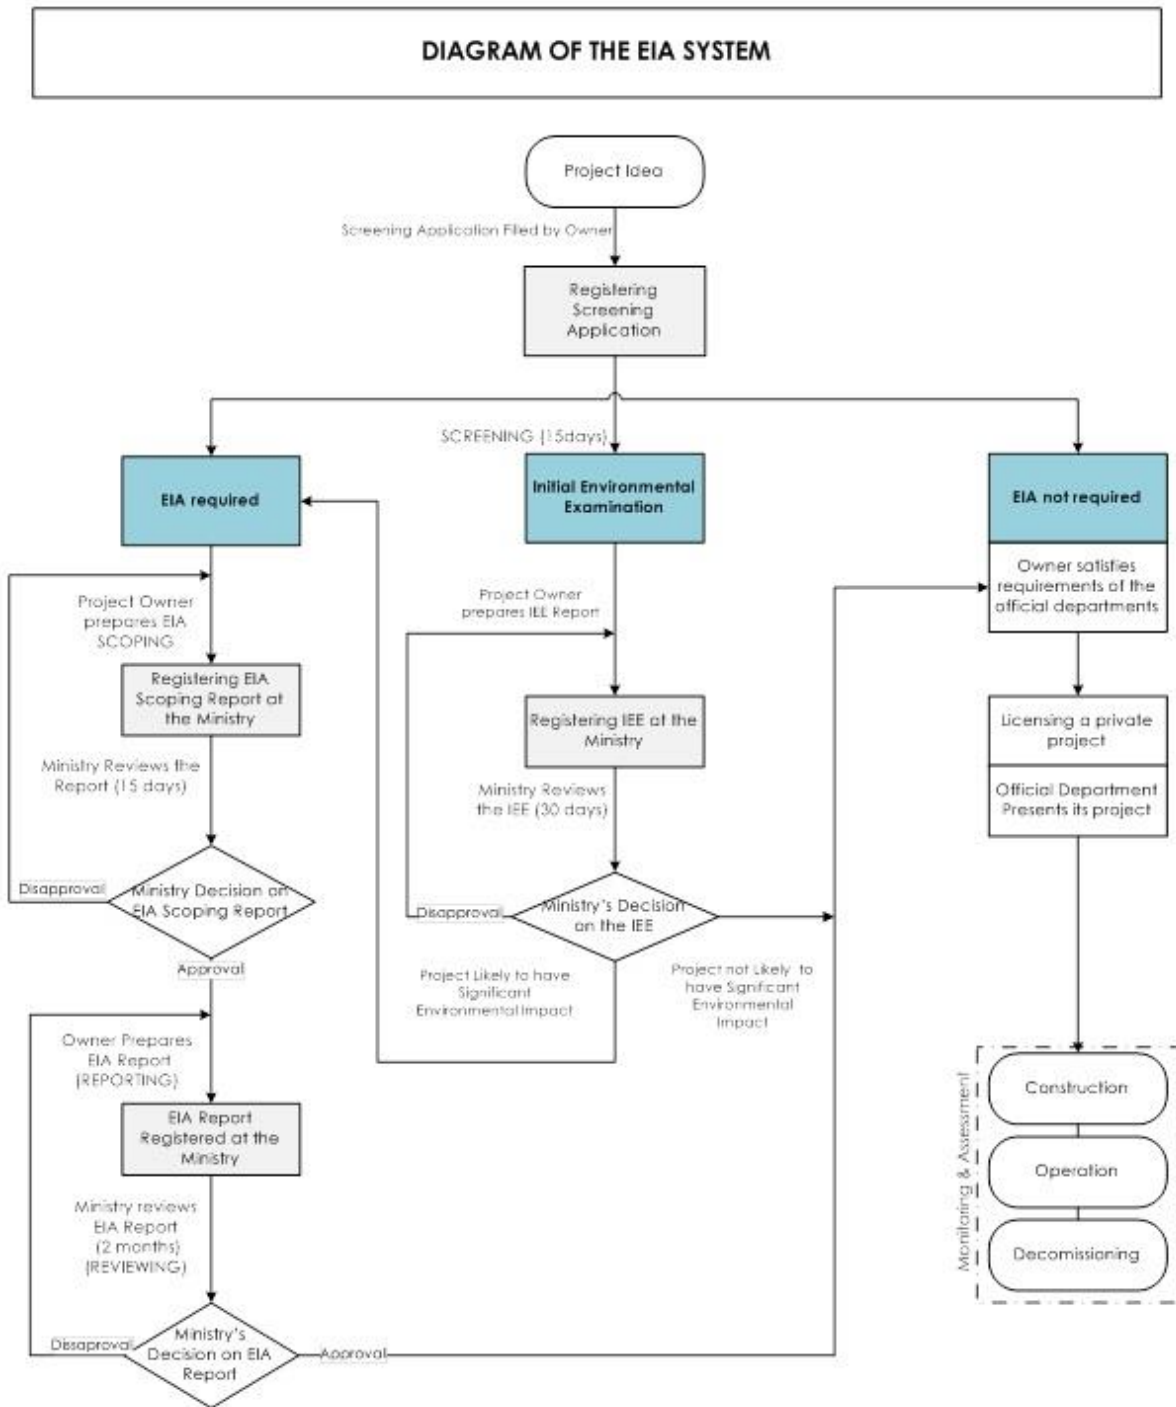 DIAGRAM OF THE EIA SYSTEM
Project Idea
Screening Application Filled by Owner
Registering
Screening
Application
SCREENING (15days)
EIA required
Initial Environmental
Examination
EIA not required
Owner satisfies
requirements of the
official departments
Project Owner
prepares EIA
SCOPING
Project Owner
prepares IEE Report
Registering EIA
Scoping Report at
the Ministry
Registering IEE at the
Ministry
Licensing a private
project
Official Department
Presents its project
Ministry Reviews the
Report (15 days)
Ministry Reviews
the IEE (30 days)
Disapproval
Ministry Decision on
EIA Scoping Report
Approval
Disapproval
Ministry's Decision
on the IEE
Project Likely to have
Significant
Environmental Impact
Project not Likely to
have Significant
Environmental
Impact
Owner Prepares
EIA Report
(REPORTING)
EIA Report
Registered at the
Ministry
Ministry reviews
EIA Report
(2 months)
(REVIEWING)
Dissaproval
Ministry's
Decision on EIA
Report
Approval
Monitoring & Assessment
Construction
Operation
Decomissioning